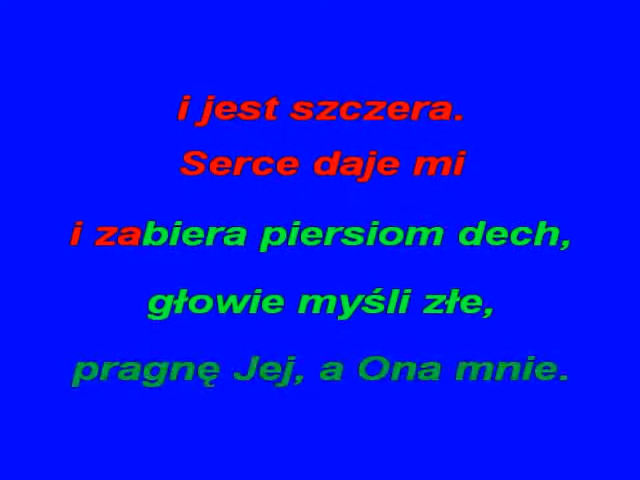 i jest szczera.
Serce daje mi
i zabiera piersiom dech,
głowie myśli złe,
pragnę Jej, a Ona mnie.